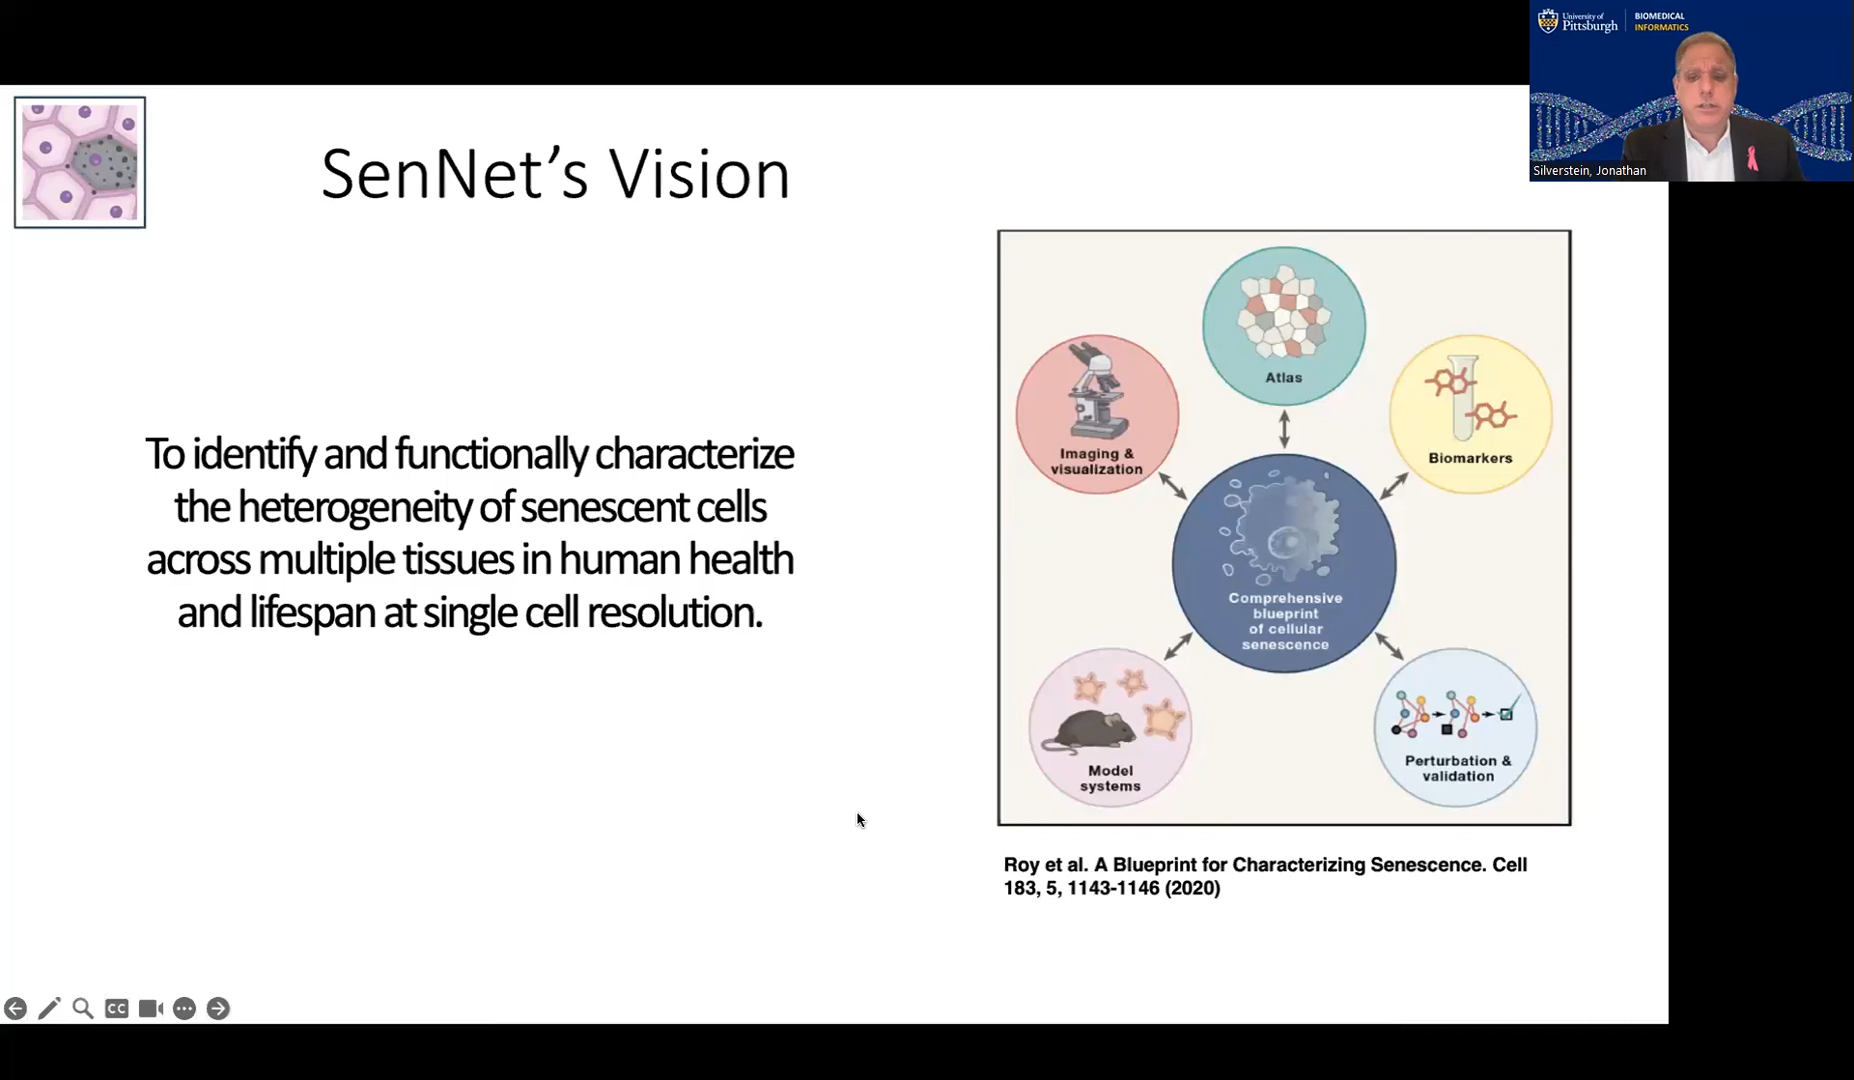 University of
Pittsburgh
BIOMEDICAL
INFORMATICS
Silverstein, Jonathan
SenNet’s Vision
To identify and functionally characterize
the heterogeneity of senescent cells
across multiple tissues in human health
and lifespan at single cell resolution.
Atlas
Imaging &
visualization
Biomarkers
Comprehensive
blueprint
of cellular
senescence
Model
systems
Perturbation &
validation
Roy et al. A Blueprint for Characterizing Senescence. Cell
183, 5, 1143-1146 (2020)
CC